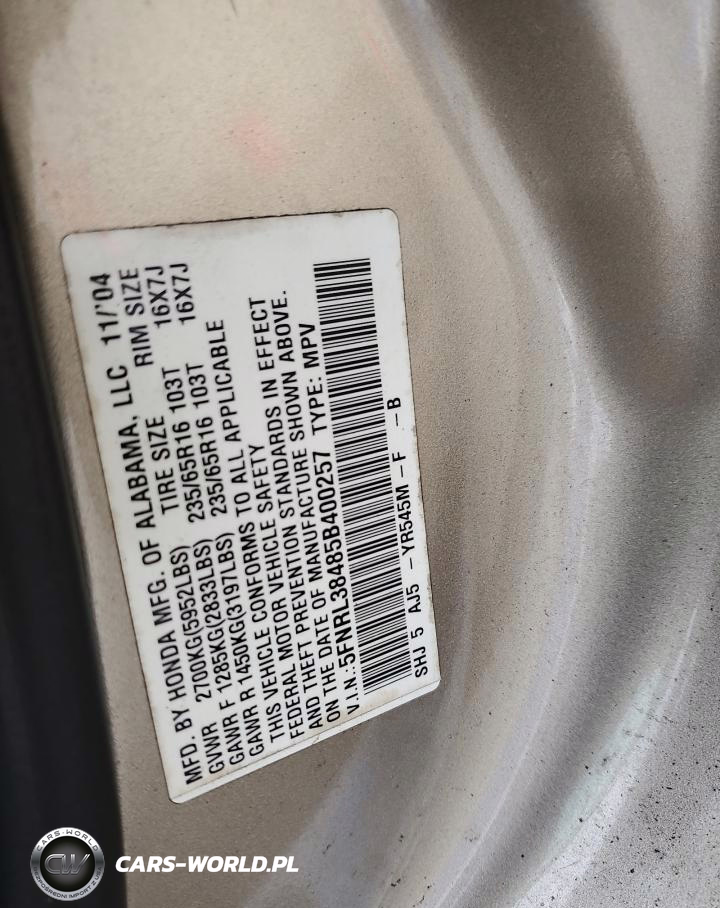 MFD. BY HONDA MFG. OF ALABAMA, LLC 11/'04
TIRE SIZE RIM SIZE
GVWR 2700KG(5952LBS)
GAWR F 1285KG(2833LBS) 235/65R16 103T 16X7J
GAWR R 1450KG(3197LBS) 235/65R16 103T 16X7J
THIS VEHICLE CONFORMS TO ALL APPLICABLE
FEDERAL MOTOR VEHICLE SAFETY
AND THEFT PREVENTION STANDARDS IN EFFECT
ON THE DATE OF MANUFACTURE SHOWN ABOVE.
V.I.N.:5FNRL38485B400257 TYPE: MPV
SHJ 5 AJ5 -YR545M-F -B
CARS-WORLD
CW
CARS-WORLD.PL